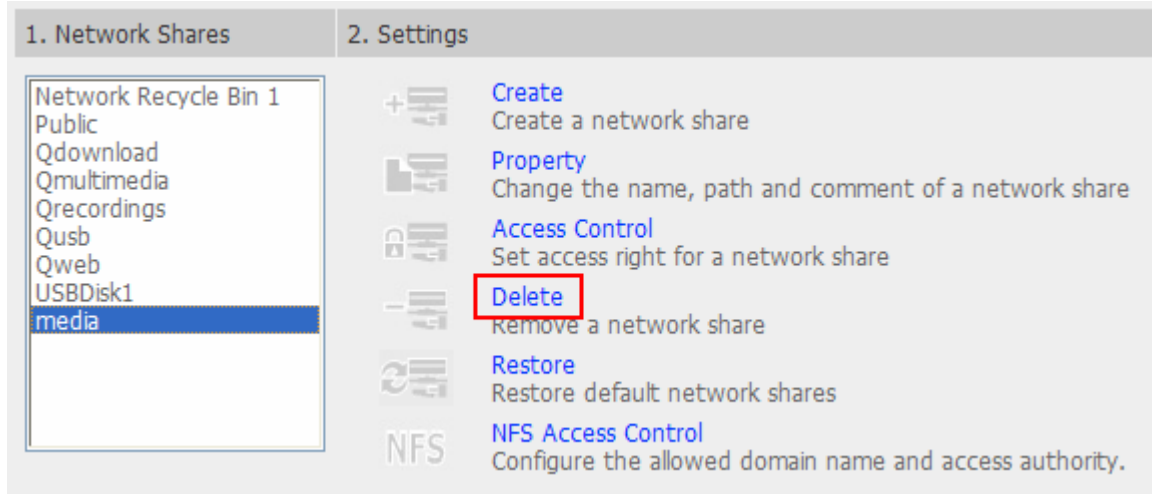 1. Network Shares
2. Settings
Network Recycle Bin 1
Public
Qdownload
Qmultimedia
Qrecordings
Qusb
Qweb
USBDisk1
media
Create
Create a network share
Property
Change the name, path and comment of a network share
Access Control
Set access right for a network share
Delete
Remove a network share
Restore
Restore default network shares
NFS
NFS Access Control
Configure the allowed domain name and access authority.